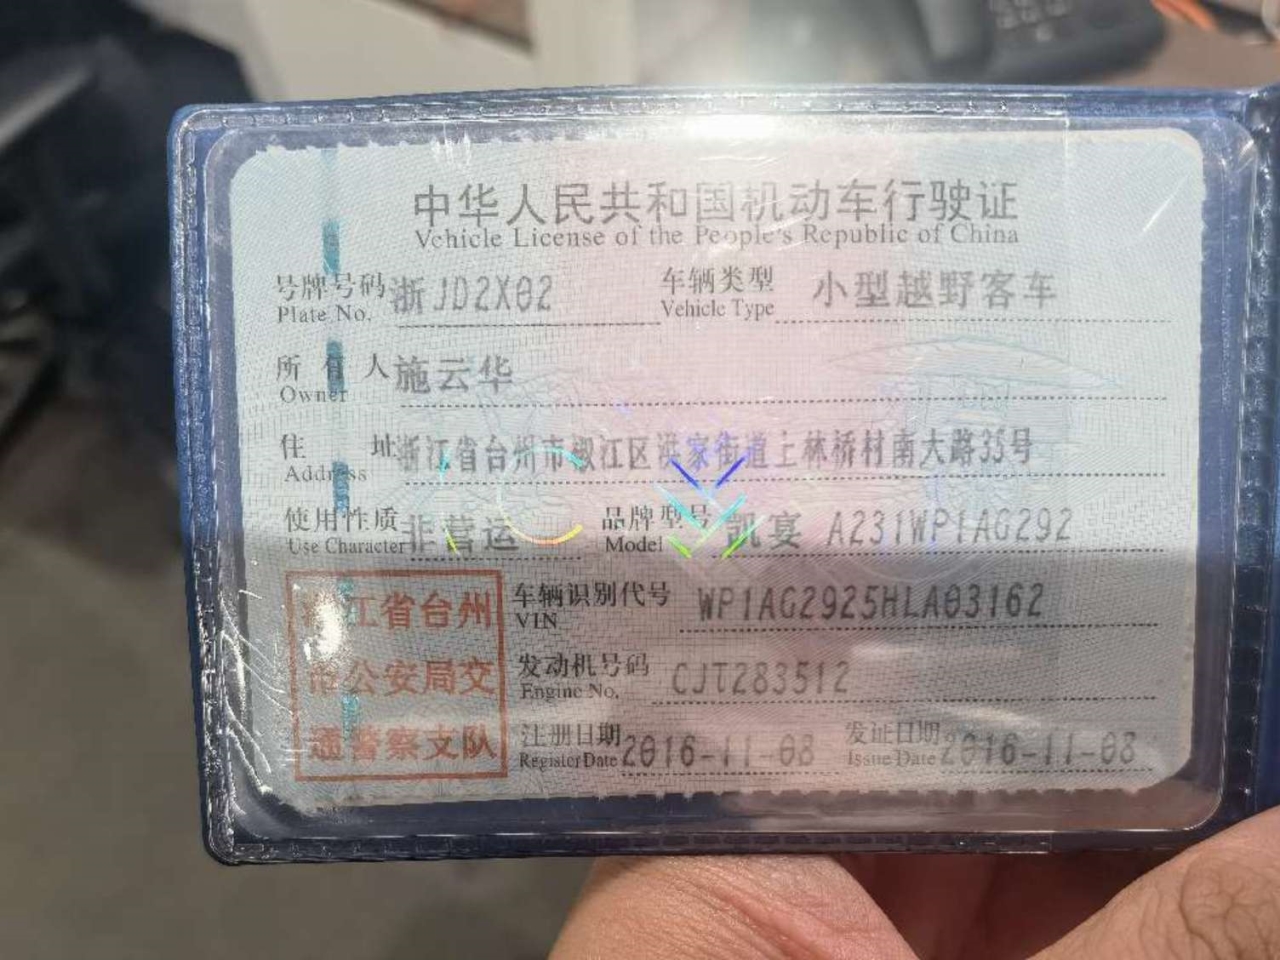 中华人民共和国机动车行驶证
Vehicle License of the People's Republic of China
号牌号码 浙JD2X02 车辆类型 小型越野客车
Plate No. Vehicle Type
所有人 施云华
Owner
住址 浙江省台州市椒江区洪家街道上林桥村南大路35号
Address
使用性质 非营运 品牌型号 凯宴 A231WP1AG292
Use Character Model
浙江省台州 车辆识别代号 WP1AG2925HLA03162
VIN
市公安局交 发动机号码 CJT283512
Engine No.
通警察支队 注册日期 2016-11-08 发证日期 2016-11-08
Register Date Issue Date